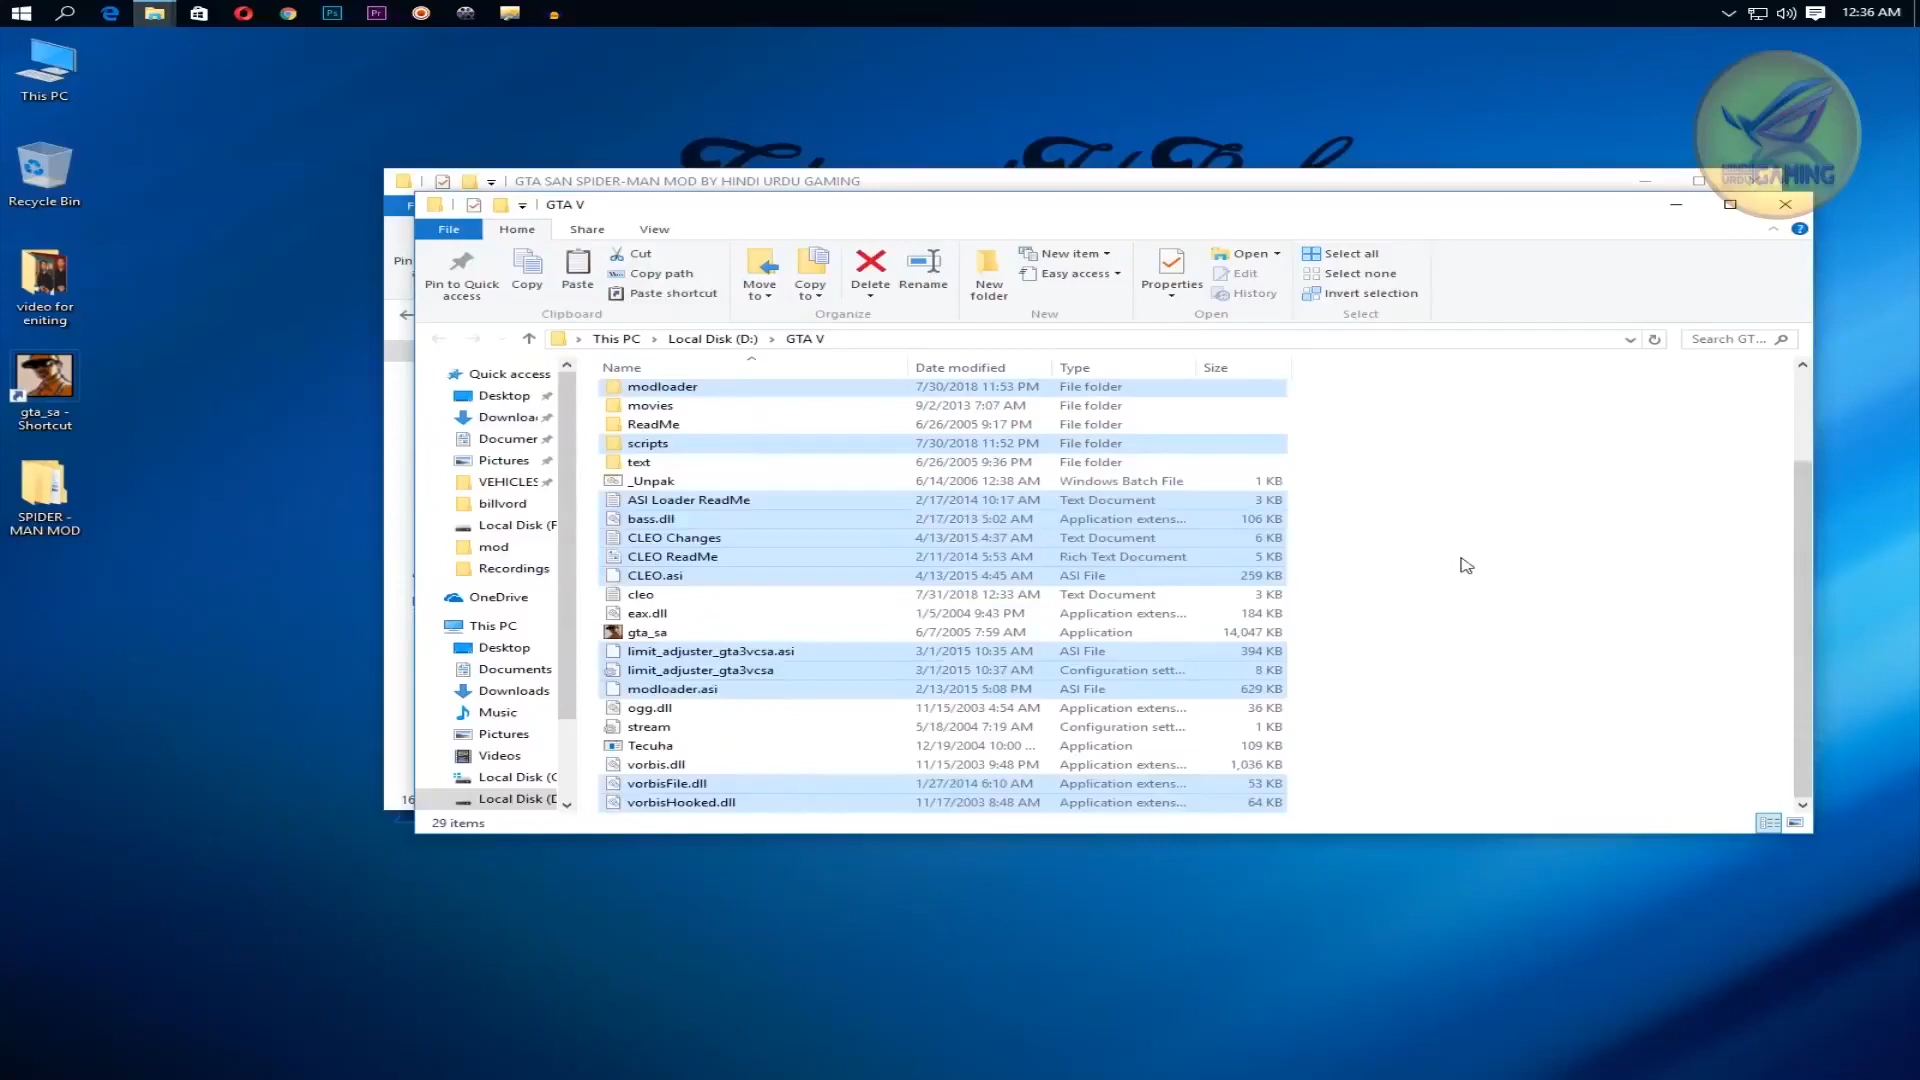 12:36 AM
This PC
Recycle Bin
video for
eniting
gta_sa -
Shortcut
SPIDER -
MAN MOD
GAMING
GTA SAN SPIDER-MAN MOD BY HINDI URDU GAMING
GTA V
File Home Share View
Pin to Quick
access
Copy
Paste
Cut
Copy path
Paste shortcut
Clipboard
Move
to
Copy
to
Delete
Rename
Organize
New
folder
New item
Easy access
New
Properties
Open
Edit
History
Open
Select all
Select none
Invert selection
Select
Pin
This PC > Local Disk (D:) > GTA V
Search GT...
Quick access
Desktop
Downloa
Documer
Pictures
VEHICLES
billvord
Local Disk (F
mod
Recordings
OneDrive
This PC
Desktop
Documents
Downloads
Music
Pictures
Videos
Local Disk (C
Local Disk (D
Name Date modified Type Size
modloader 7/30/2018 11:53 PM File folder
movies 9/2/2013 7:07 AM File folder
ReadMe 6/26/2005 9:17 PM File folder
scripts 7/30/2018 11:52 PM File folder
text 6/26/2005 9:36 PM File folder
_Unpak 6/14/2006 12:38 AM Windows Batch File 1 KB
ASI Loader ReadMe 2/17/2014 10:17 AM Text Document 3 KB
bass.dll 2/17/2013 5:02 AM Application extens... 106 KB
CLEO Changes 4/13/2015 4:37 AM Text Document 6 KB
CLEO ReadMe 2/11/2014 5:53 AM Rich Text Document 5 KB
CLEO.asi 4/13/2015 4:45 AM ASI File 259 KB
cleo 7/31/2018 12:33 AM Text Document 3 KB
eax.dll 1/5/2004 9:43 PM Application extens... 184 KB
gta_sa 6/7/2005 7:59 AM Application 14,047 KB
limit_adjuster_gta3vcsa.asi 3/1/2015 10:35 AM ASI File 394 KB
limit_adjuster_gta3vcsa 3/1/2015 10:37 AM Configuration sett... 8 KB
modloader.asi 2/13/2015 5:08 PM ASI File 629 KB
ogg.dll 11/15/2003 4:54 AM Application extens... 36 KB
stream 5/18/2004 7:19 AM Configuration sett... 1 KB
Tecuha 12/19/2004 10:00 ... Application 109 KB
vorbis.dll 11/15/2003 9:48 PM Application extens... 1,036 KB
vorbisFile.dll 1/27/2014 6:10 AM Application extens... 53 KB
vorbisHooked.dll 11/17/2003 8:48 AM Application extens... 64 KB
16
29 items